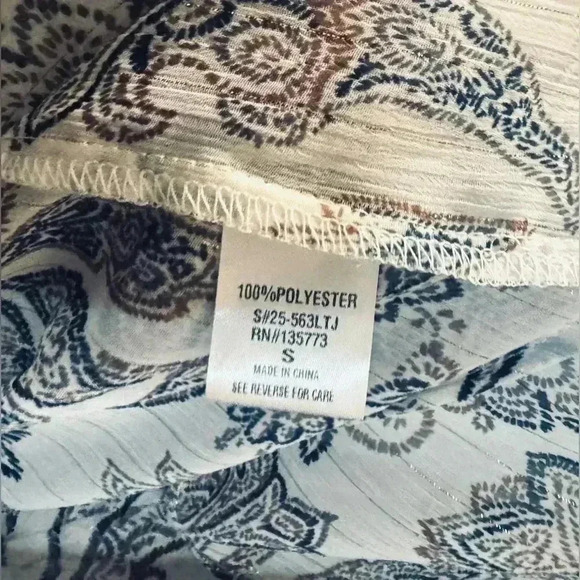 100%POLYESTER
S#25-563LTJ
RN#135773
S
MADE IN CHINA
SEE REVERSE FOR CARE